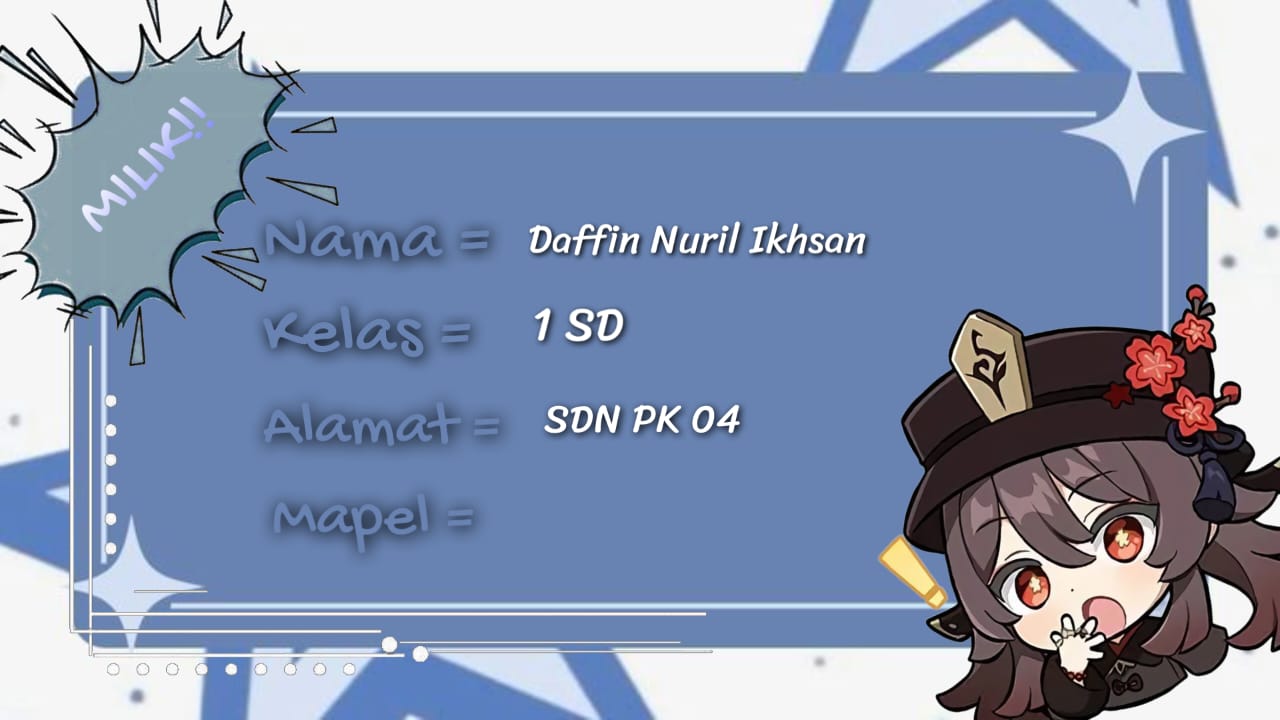 MILIK!!
Nama = Daffin Nuril Ikhsan
Kelas = 1 SD
Alamat = SDN PK 04
Mapel =